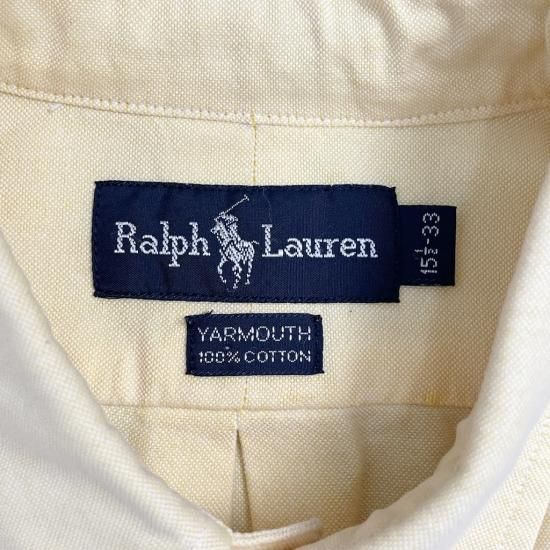 Ralph Lauren
15½-33
YARMOUTH
100% COTTON